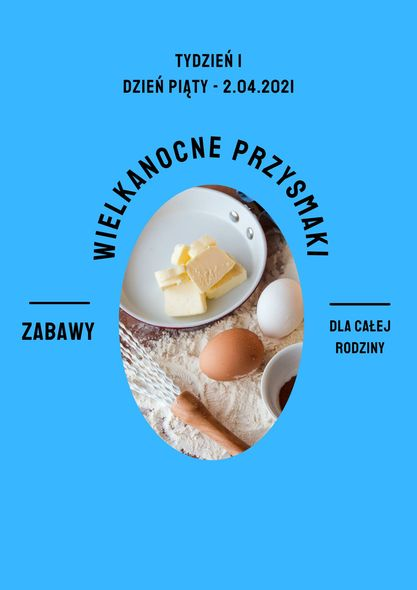 TYDZIEŃ I
DZIEŃ PIĄTY - 2.04.2021
WIELKANOCNE PRZYSMAKI
ZABAWY
DLA CAŁEJ
RODZINY